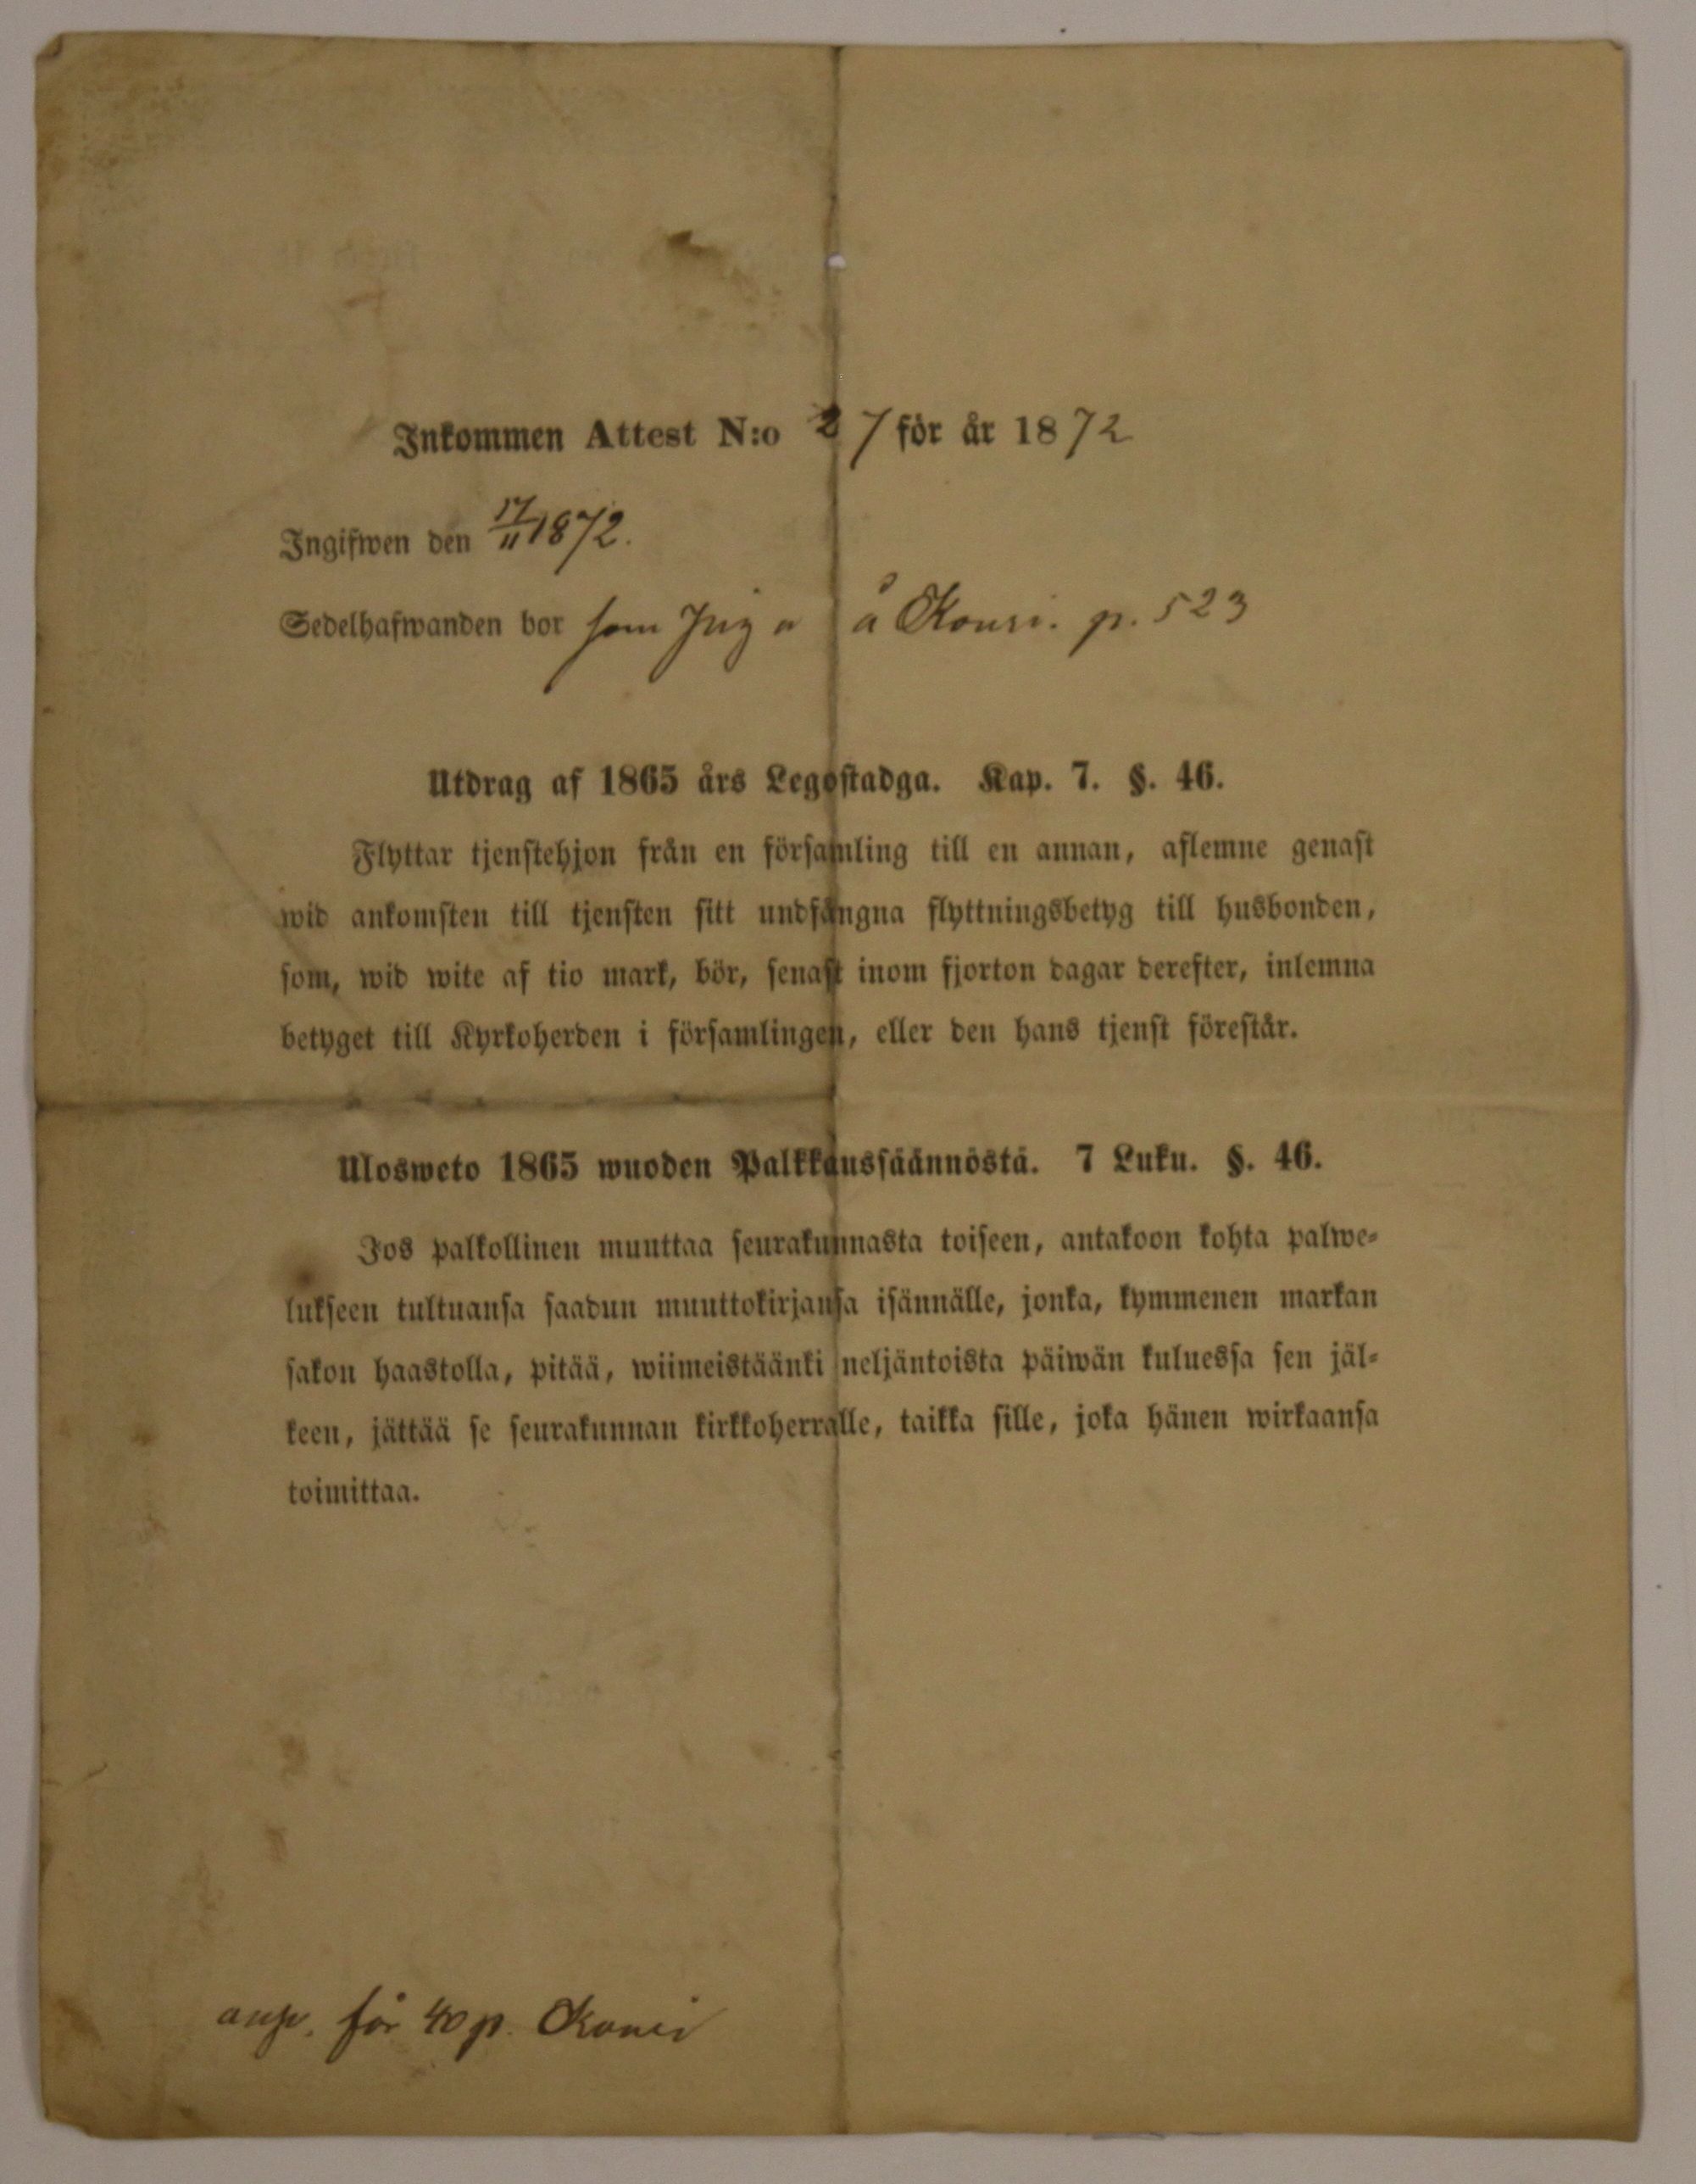 Inkommen Attest N:o 27 för år 1872
Ingifwen den 17/11 1872.
Sedelhafwanden bor som å Kouri. p. 523
Utdrag af 1865 års Legostadga. Kap. 7. §. 46.
Flyttar tjenstehjon från en församling till en annan, aflemne genast
wid ankomsten till tjensten sitt undfångna flyttningsbetyg till husbonden,
som, wid wite af tio mark, bör, senast inom fjorton dagar derefter, inlemna
betyget till Kyrkoherden i församlingen, eller den hans tjenst förestår.
Ulosweto 1865 wuoden Palkkaussäännöstä. 7 Luku. §. 46.
Jos palkollinen muuttaa seurakunnasta toiseen, antakoon kohta palwe-
lukseen tultuansa saadun muuttokirjansa isännälle, jonka, kymmenen markan
sakon haastolla, pitää, wiimeistäänki neljäntoista päiwän kuluessa sen jäl-
keen, jättää se seurakunnan kirkkoherralle, taikka sille, joka hänen wirkaansa
toimittaa.
för 40 p.